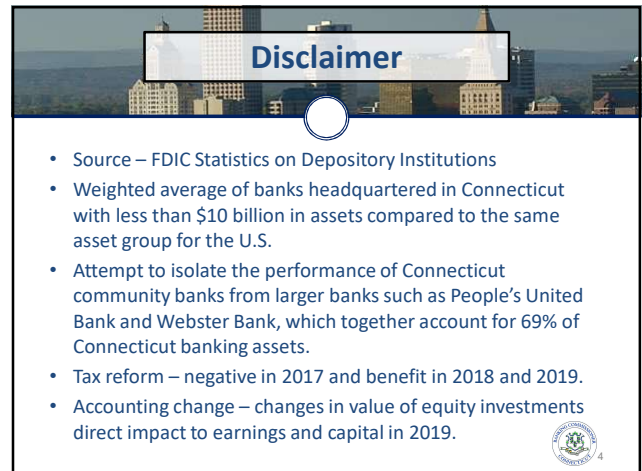 Disclaimer
• Source – FDIC Statistics on Depository Institutions
• Weighted average of banks headquartered in Connecticut
with less than $10 billion in assets compared to the same
asset group for the U.S.
• Attempt to isolate the performance of Connecticut
community banks from larger banks such as People’s United
Bank and Webster Bank, which together account for 69% of
Connecticut banking assets.
• Tax reform – negative in 2017 and benefit in 2018 and 2019.
• Accounting change – changes in value of equity investments
direct impact to earnings and capital in 2019.
BANKING COMMISSIONER
CONNECTICUT
4